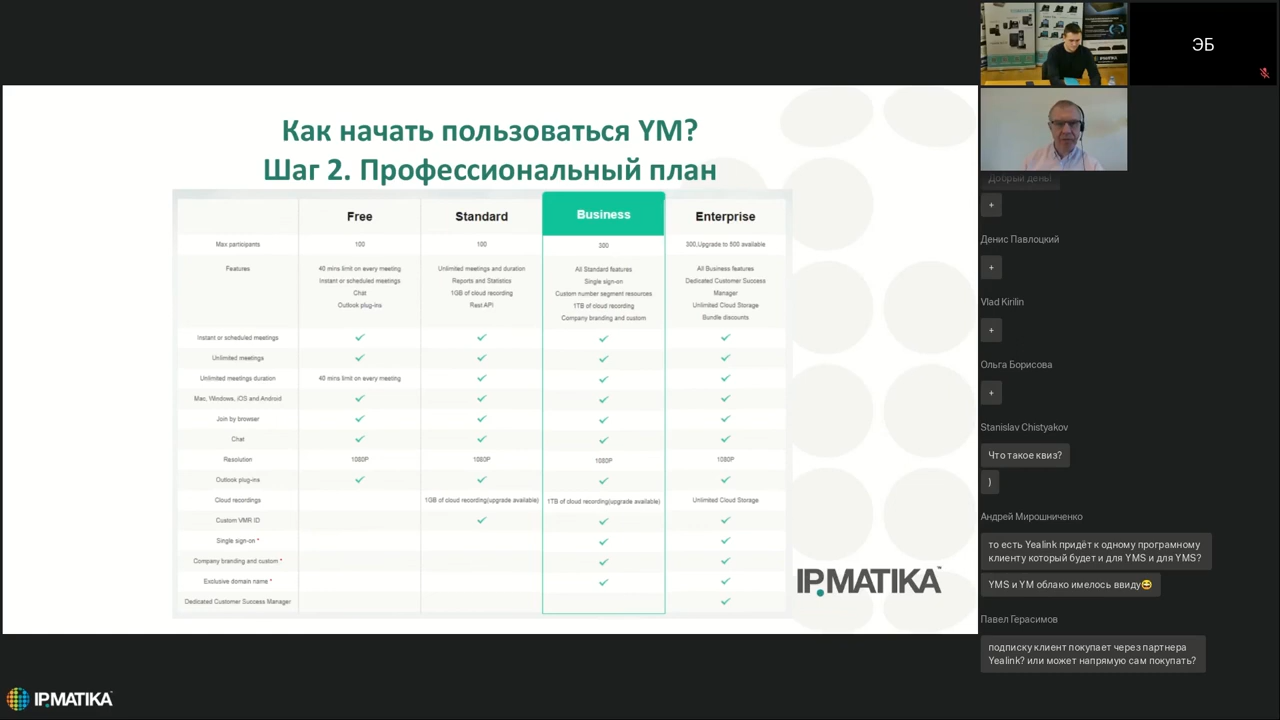 Как начать пользоваться YM?
Шаг 2. Профессиональный план
Free Standard Business Enterprise
Max participants 100 100 300 300,Upgrade to 500 available
Features 40 mins limit on every meeting Unlimited meetings and duration All Standard features All Business features
Instant or scheduled meetings Reports and Statistics Single sign-on Dedicated Customer Success
Chat 1GB of cloud recording Custom number segment resources Manager
Outlook plug-ins Rest API 1TB of cloud recording Unlimited Cloud Storage
Company branding and custom Bundle discounts
Instant or scheduled meetings ✓ ✓ ✓ ✓
Unlimited meetings ✓ ✓ ✓ ✓
Unlimited meetings duration 40 mins limit on every meeting ✓ ✓ ✓
Mac, Windows, iOS and Android ✓ ✓ ✓ ✓
Join by browser ✓ ✓ ✓ ✓
Chat ✓ ✓ ✓ ✓
Resolution 1080P 1080P 1080P 1080P
Outlook plug-ins ✓ ✓ ✓ ✓
Cloud recordings 1GB of cloud recording(upgrade available) 1TB of cloud recording(upgrade available) Unlimited Cloud Storage
Custom VMR ID ✓ ✓ ✓
Single sign-on * ✓ ✓
Company branding and custom * ✓ ✓
Exclusive domain name * ✓ ✓
Dedicated Customer Success Manager ✓
IPMATIKA™
IPMATIKA
ЭБ
Добрый день!
+
Денис Павлоцкий
+
Vlad Kirilin
+
Ольга Борисова
+
Stanislav Chistyakov
Что такое квиз?
)
Андрей Мирошниченко
то есть Yealink придёт к одному програмному
клиенту который будет и для YMS и для YMS?
YMS и YM облако имелось ввиду😅
Павел Герасимов
подписку клиент покупает через партнера
Yealink? или может напрямую сам покупать?